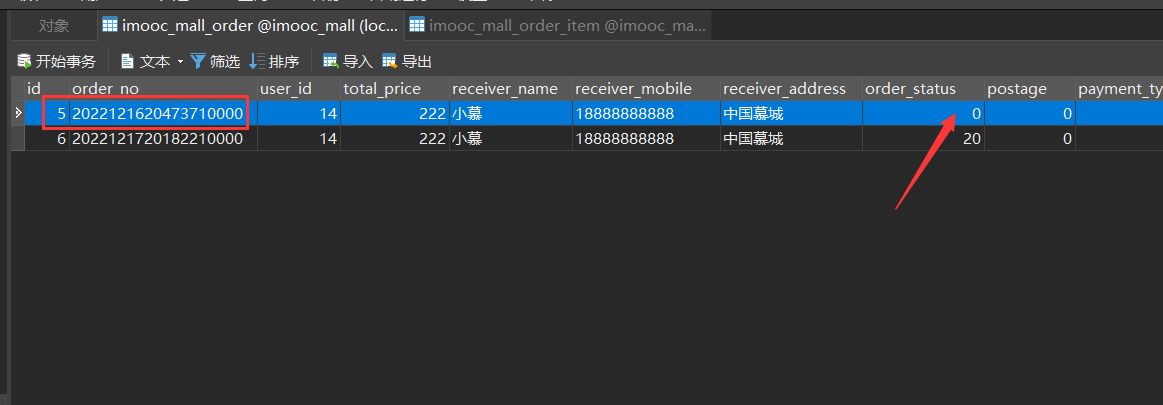 对象 imooc_mall_order @imooc_mall (loc... imooc_mall_order_item @imooc_ma...
开始事务 文本 筛选 排序 导入 导出
id order_no user_id total_price receiver_name receiver_mobile receiver_address order_status postage payment_ty
5 2022121620473710000 14 222 小慕 18888888888 中国慕城 0 0
6 2022121720182210000 14 222 小慕 18888888888 中国慕城 20 0